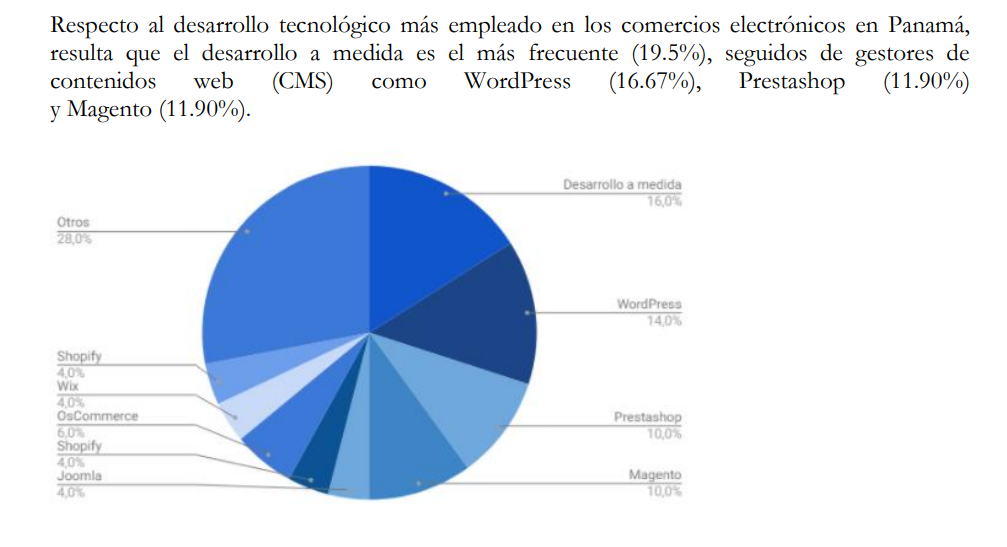 Respecto al desarrollo tecnológico más empleado en los comercios electrónicos en Panamá,
resulta que el desarrollo a medida es el más frecuente (19.5%), seguidos de gestores de
contenidos web (CMS) como WordPress (16.67%), Prestashop (11.90%)
y Magento (11.90%).
Desarrollo a medida
16,0%
Otros
28,0%
WordPress
14,0%
Shopify
4,0%
Wix
4,0%
OsCommerce
6,0%
Shopify
4,0%
Joomla
4,0%
Prestashop
10,0%
Magento
10,0%